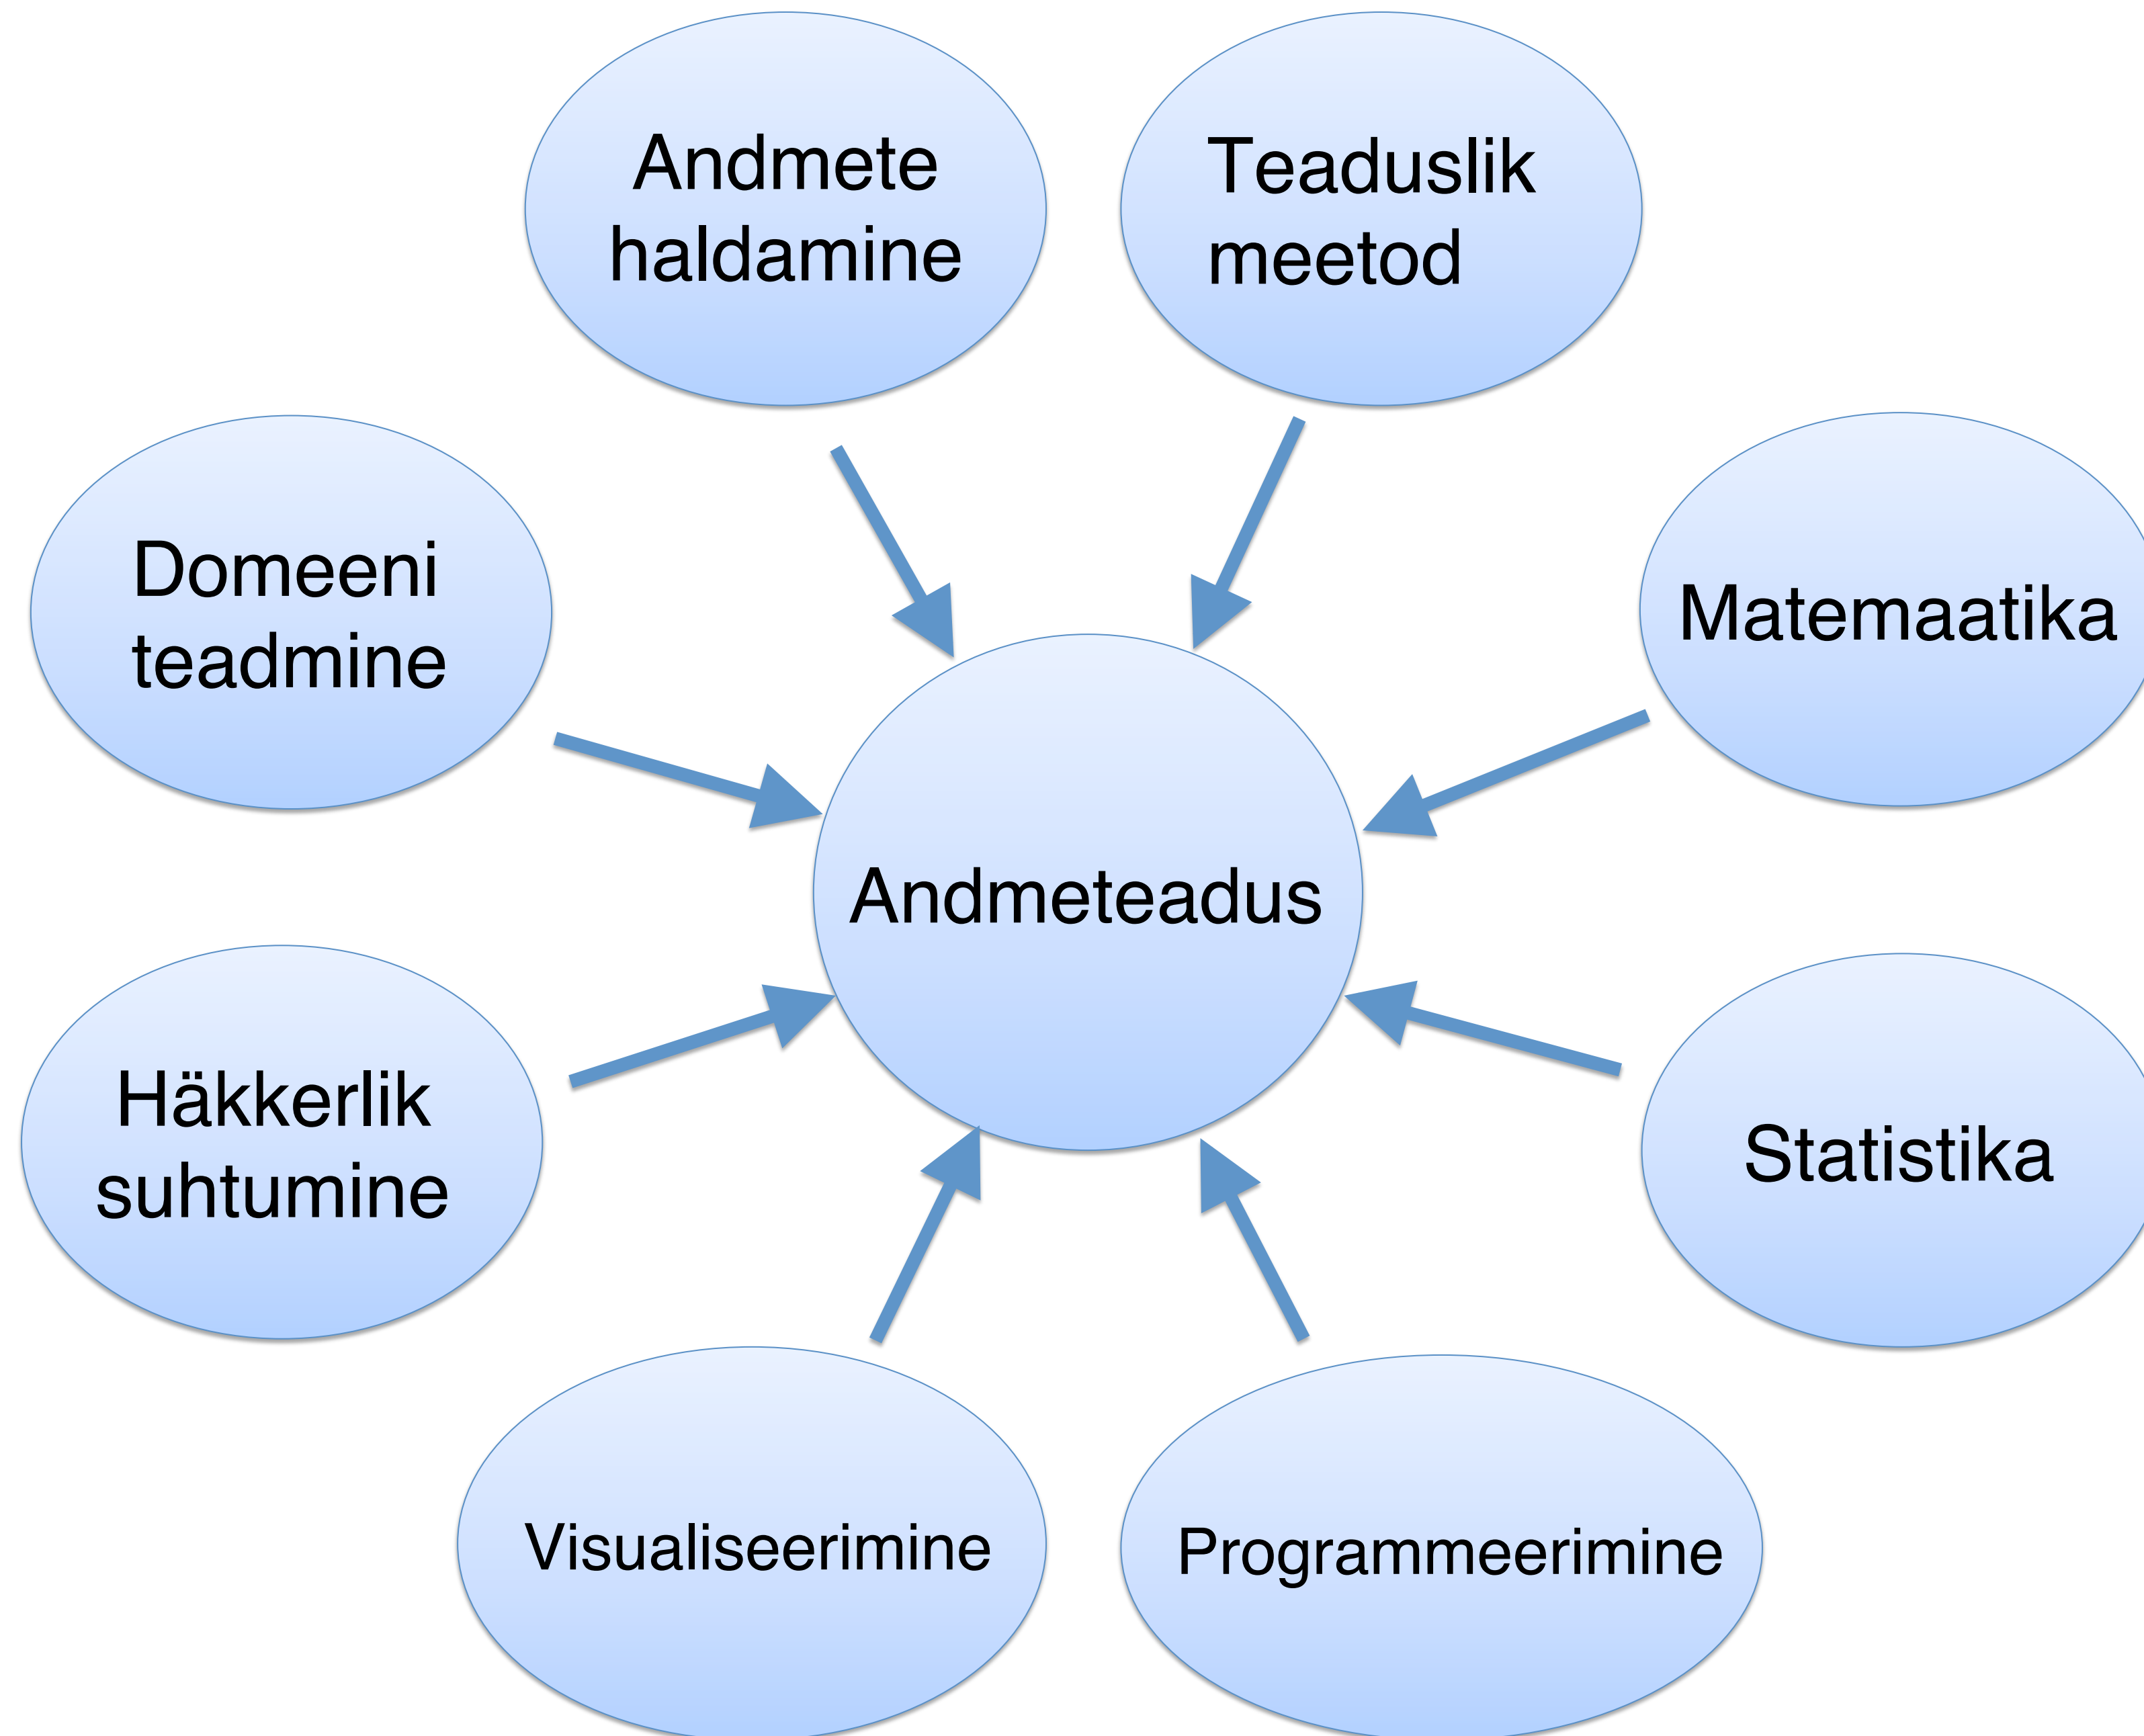 Andmete
haldamine
Teaduslik
meetod
Domeeni
teadmine
Matemaatika
Andmeteadus
Häkkerlik
suhtumine
Statistika
Visualiseerimine
Programmeerimine